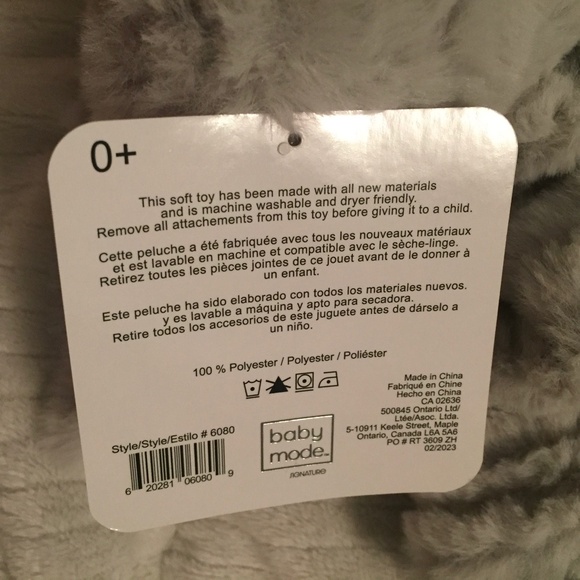 0+
This soft toy has been made with all new materials
and is machine washable and dryer friendly.
Remove all attachements from this toy before giving it to a child.
Cette peluche a été fabriquée avec tous les nouveaux matériaux
et est lavable en machine et compatible avec le sèche-linge.
Retirez toutes les pièces jointes de ce jouet avant de le donner à
un enfant.
Este peluche ha sido elaborado con todos los materiales nuevos.
y es lavable a máquina y apto para secadora.
Retire todos los accesorios de este juguete antes de dárselo a
un niño.
100 % Polyester / Polyester / Poliéster
Made in China
Fabriqué en Chine
Hecho en China
CA 02636
500845 Ontario Ltd/
Ltée/Asoc. Ltda.
5-10911 Keele Street, Maple
Ontario, Canada L6A 5A6
PO # RT 3609 ZH
02/2023
Style/Style/Estilo # 6080
6 20281 06080 9
baby
mode™
SIGNATURE